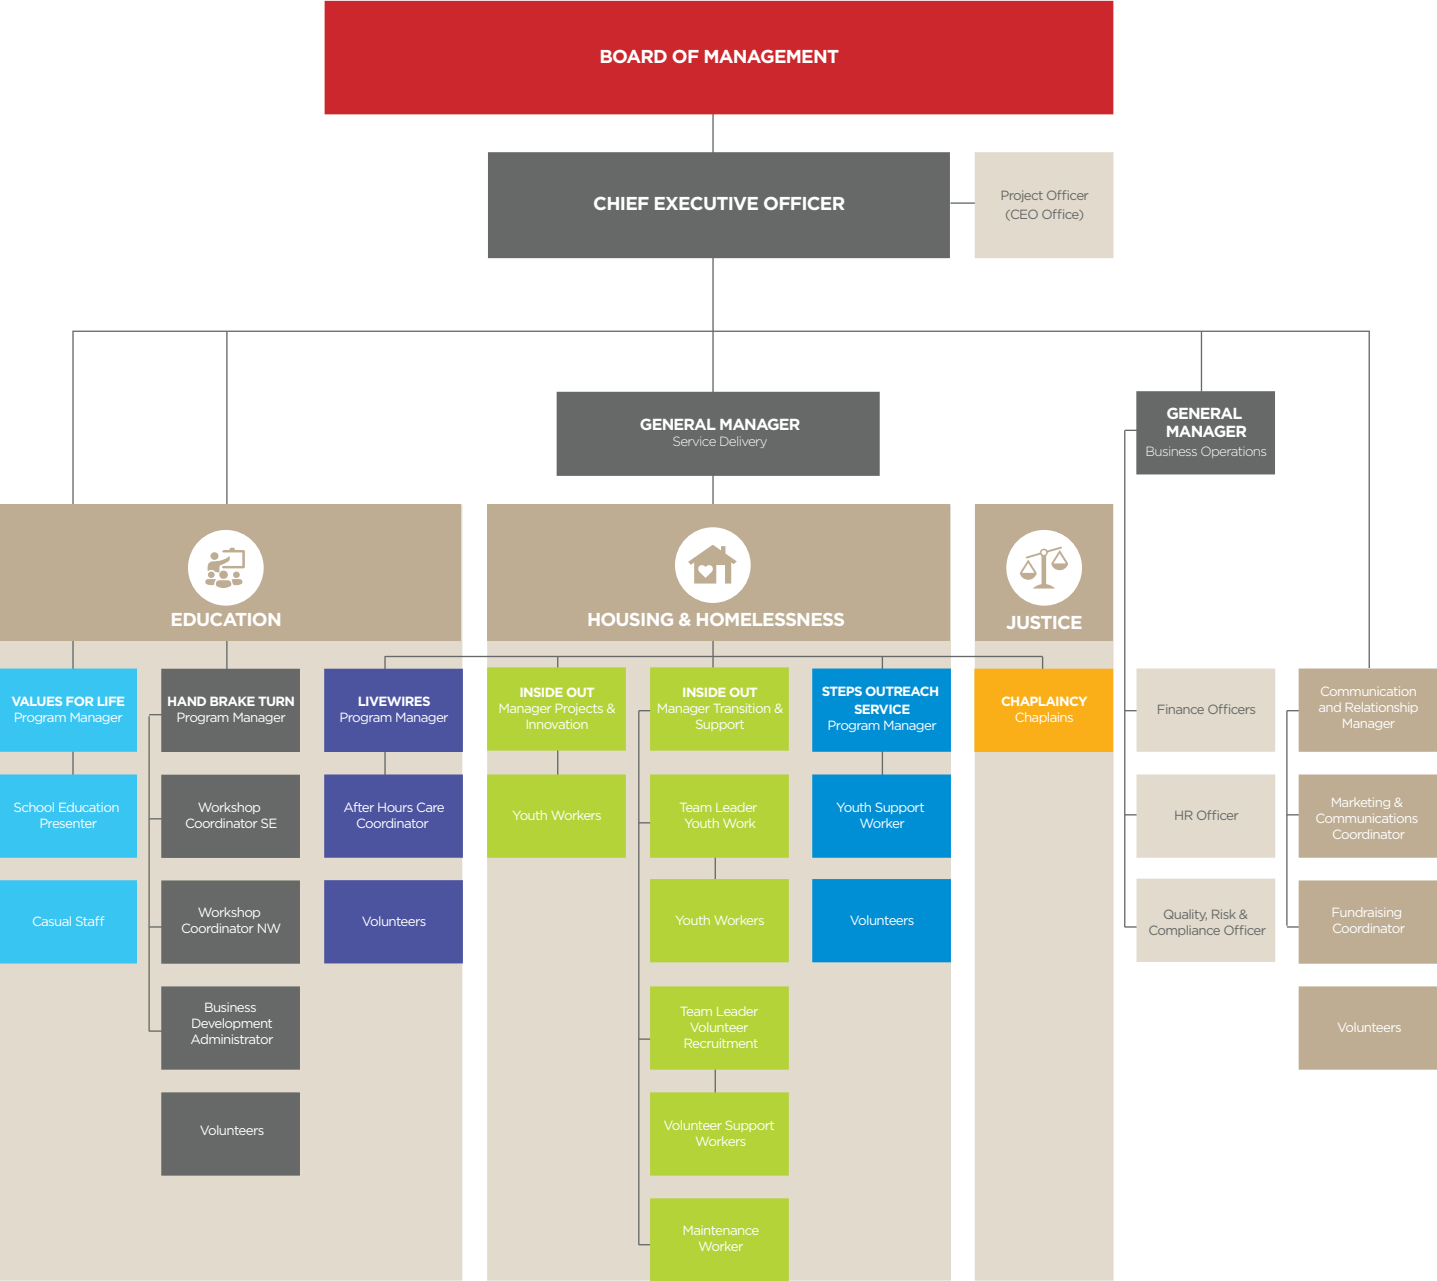 BOARD OF MANAGEMENT
CHIEF EXECUTIVE OFFICER
Project Officer
(CEO Office)
GENERAL MANAGER
Service Delivery
GENERAL
MANAGER
Business Operations
EDUCATION
HOUSING & HOMELESSNESS
JUSTICE
VALUES FOR LIFE
Program Manager
School Education
Presenter
Casual Staff
HAND BRAKE TURN
Program Manager
Workshop
Coordinator SE
Workshop
Coordinator NW
Business
Development
Administrator
Volunteers
LIVEWIRES
Program Manager
After Hours Care
Coordinator
Volunteers
INSIDE OUT
Manager Projects &
Innovation
Youth Workers
INSIDE OUT
Manager Transition &
Support
Team Leader
Youth Work
Youth Workers
Team Leader
Volunteer
Recruitment
Volunteer Support
Workers
Maintenance
Worker
STEPS OUTREACH
SERVICE
Program Manager
Youth Support
Worker
Volunteers
CHAPLAINCY
Chaplains
Finance Officers
HR Officer
Quality, Risk &
Compliance Officer
Communication
and Relationship
Manager
Marketing &
Communications
Coordinator
Fundraising
Coordinator
Volunteers